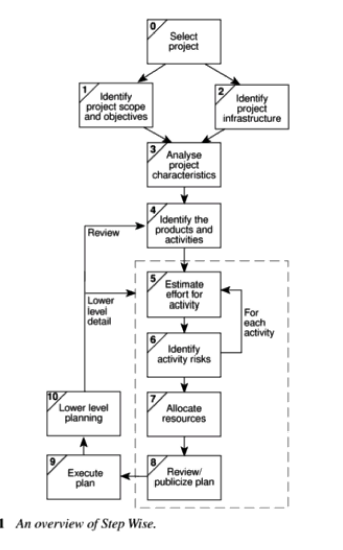 0
Select
project
1
Identify
project scope
and objectives
2
Identify
project
infrastructure
3
Analyse
project
characteristics
4
Identify the
products and
activities
Review
5
Estimate
effort for
activity
Lower
level
detail
For
each
activity
6
Identify
activity risks
10
Lower level
planning
7
Allocate
resources
9
Execute
plan
8
Review/
publicize plan
1 An overview of Step Wise.